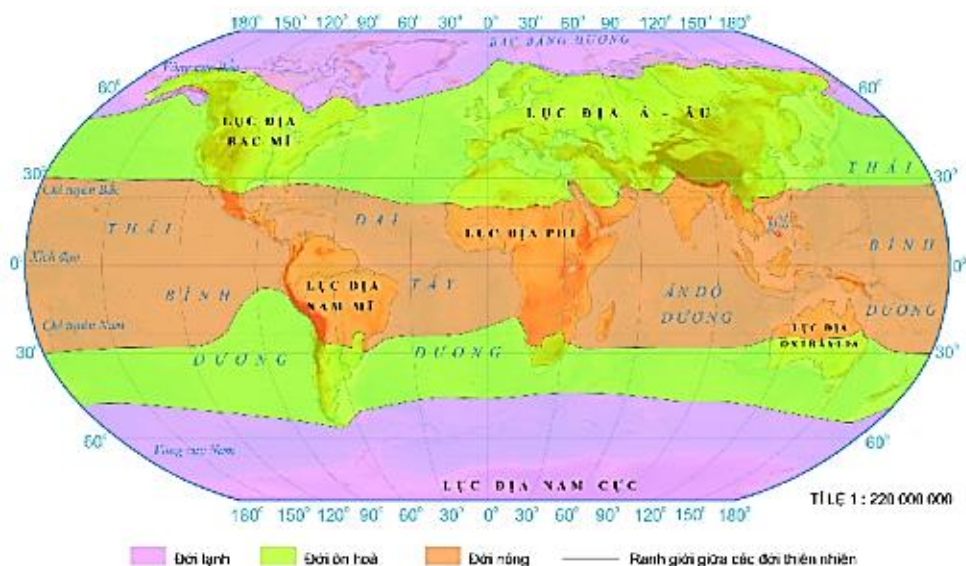 180° 150° 120° 90° 60° 30° 0° 30° 60° 90° 120° 150° 180°
BẮC BĂNG DƯƠNG
Vòng cực Bắc
60°
60°
LỤC ĐỊA
BẮC MĨ
LỤC ĐỊA Á - ÂU
THÁI
30°
30°
Chí tuyến Bắc
THÁI
ĐẠI
LỤC ĐỊA PHI
BÌNH
Xích đạo
0°
0°
BÌNH
LỤC ĐỊA
NAM MĨ
TÂY
ẤN ĐỘ
DƯƠNG
DƯƠNG
Chí tuyến Nam
LỤC ĐỊA
ÔXTRÂYLIA
30°
30°
DƯƠNG
DƯƠNG
60°
60°
Vòng cực Nam
LỤC ĐỊA NAM CỰC
TỈ LỆ 1 : 220 000 000
180° 150° 120° 90° 60° 30° 0° 30° 60° 90° 120° 150° 180°
Đới lạnh
Đới ôn hoà
Đới nóng
Ranh giới giữa các đới thiên nhiên